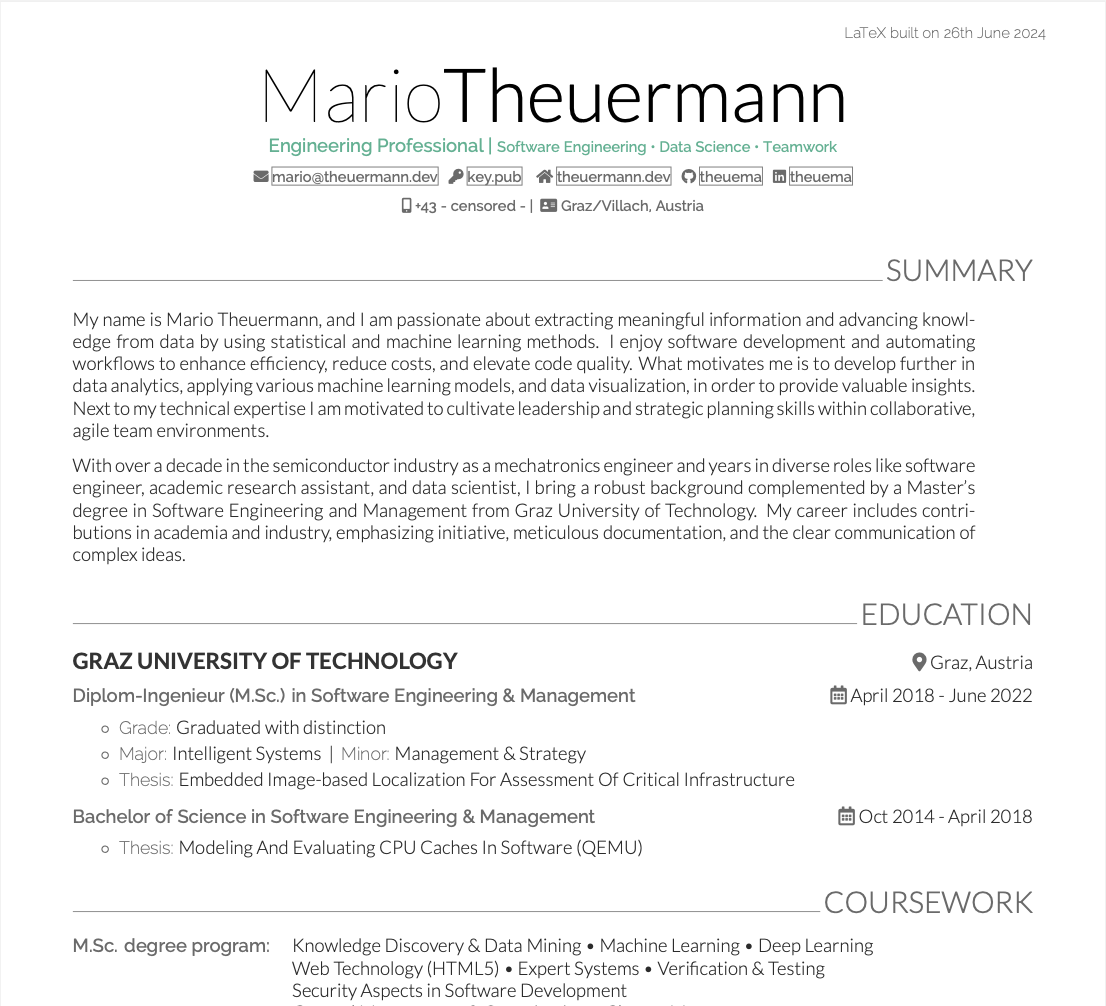 LaTeX built on 26th June 2024
MarioTheuermann
Engineering Professional | Software Engineering • Data Science • Teamwork
mario@theuermann.dev key.pub theuermann.dev theuema theuema
+43 - censored - | Graz/Villach, Austria
SUMMARY
My name is Mario Theuermann, and I am passionate about extracting meaningful information and advancing knowl-
edge from data by using statistical and machine learning methods. I enjoy software development and automating
workflows to enhance efficiency, reduce costs, and elevate code quality. What motivates me is to develop further in
data analytics, applying various machine learning models, and data visualization, in order to provide valuable insights.
Next to my technical expertise I am motivated to cultivate leadership and strategic planning skills within collaborative,
agile team environments.
With over a decade in the semiconductor industry as a mechatronics engineer and years in diverse roles like software
engineer, academic research assistant, and data scientist, I bring a robust background complemented by a Master's
degree in Software Engineering and Management from Graz University of Technology. My career includes contri-
butions in academia and industry, emphasizing initiative, meticulous documentation, and the clear communication of
complex ideas.
EDUCATION
GRAZ UNIVERSITY OF TECHNOLOGY Graz, Austria
Diplom-Ingenieur (M.Sc.) in Software Engineering & Management April 2018 - June 2022
Grade: Graduated with distinction
Major: Intelligent Systems | Minor: Management & Strategy
Thesis: Embedded Image-based Localization For Assessment Of Critical Infrastructure
Bachelor of Science in Software Engineering & Management Oct 2014 - April 2018
Thesis: Modeling And Evaluating CPU Caches In Software (QEMU)
COURSEWORK
M.Sc. degree program: Knowledge Discovery & Data Mining • Machine Learning • Deep Learning
Web Technology (HTML5) • Expert Systems • Verification & Testing
Security Aspects in Software Development